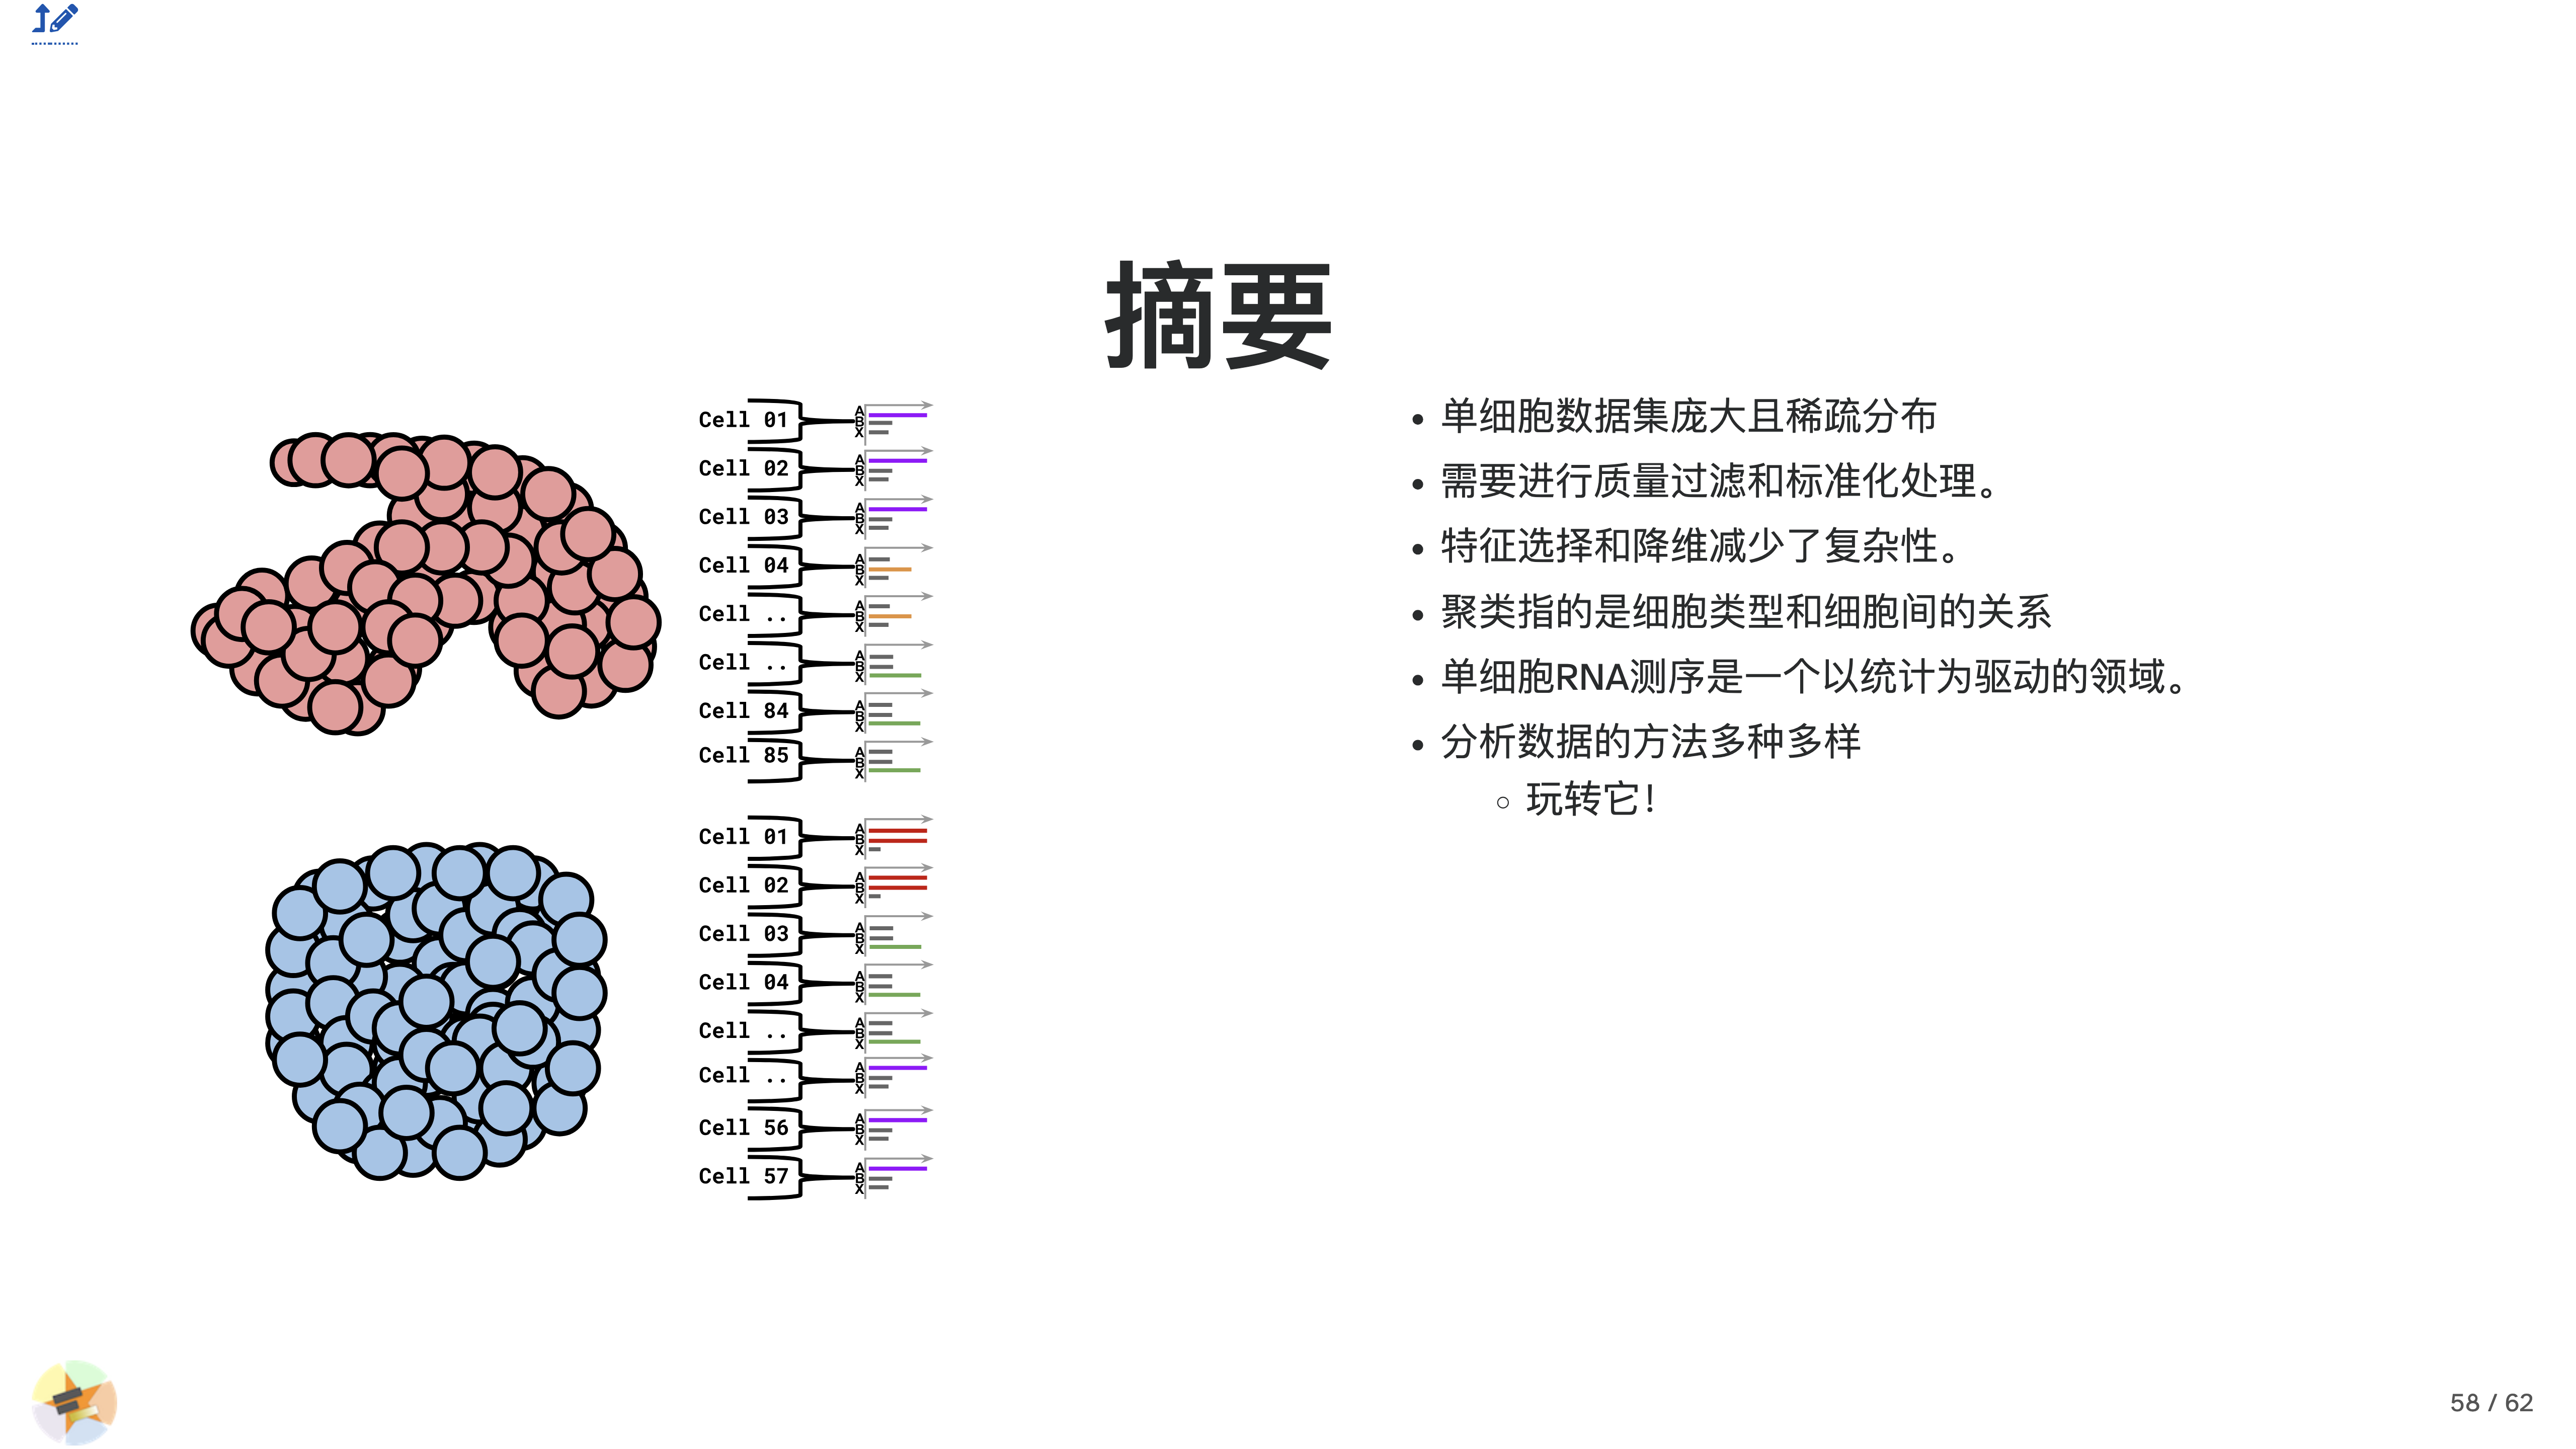 摘要
Cell 01
A
B
X
Cell 02
A
B
X
Cell 03
A
B
X
Cell 04
A
B
X
Cell ..
A
B
X
Cell ..
A
B
X
Cell 84
A
B
X
Cell 85
A
B
X
Cell 01
A
B
X
Cell 02
A
B
X
Cell 03
A
B
X
Cell 04
A
B
X
Cell ..
A
B
X
Cell ..
A
B
X
Cell 56
A
B
X
Cell 57
A
B
X
• 单细胞数据集庞大且稀疏分布
• 需要进行质量过滤和标准化处理。
• 特征选择和降维减少了复杂性。
• 聚类指的是细胞类型和细胞间的关系
• 单细胞RNA测序是一个以统计为驱动的领域。
• 分析数据的方法多种多样
◦ 玩转它！
58 / 62